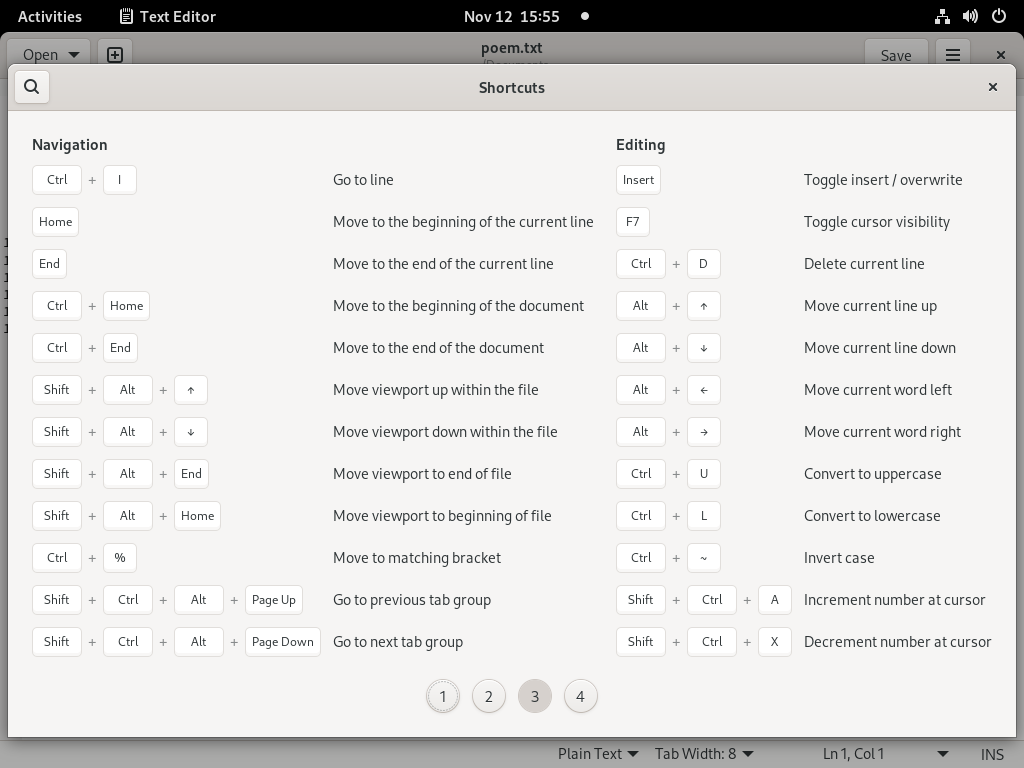 Activities Text Editor Nov 12 15:55
Open poem.txt Save
Shortcuts
Navigation
Ctrl + I Go to line
Home Move to the beginning of the current line
End Move to the end of the current line
Ctrl + Home Move to the beginning of the document
Ctrl + End Move to the end of the document
Shift + Alt + ↑ Move viewport up within the file
Shift + Alt + ↓ Move viewport down within the file
Shift + Alt + End Move viewport to end of file
Shift + Alt + Home Move viewport to beginning of file
Ctrl + % Move to matching bracket
Shift + Ctrl + Alt + Page Up Go to previous tab group
Shift + Ctrl + Alt + Page Down Go to next tab group
Editing
Insert Toggle insert / overwrite
F7 Toggle cursor visibility
Ctrl + D Delete current line
Alt + ↑ Move current line up
Alt + ↓ Move current line down
Alt + ← Move current word left
Alt + → Move current word right
Ctrl + U Convert to uppercase
Ctrl + L Convert to lowercase
Ctrl + ~ Invert case
Shift + Ctrl + A Increment number at cursor
Shift + Ctrl + X Decrement number at cursor
1 2 3 4
Plain Text Tab Width: 8 Ln 1, Col 1 INS